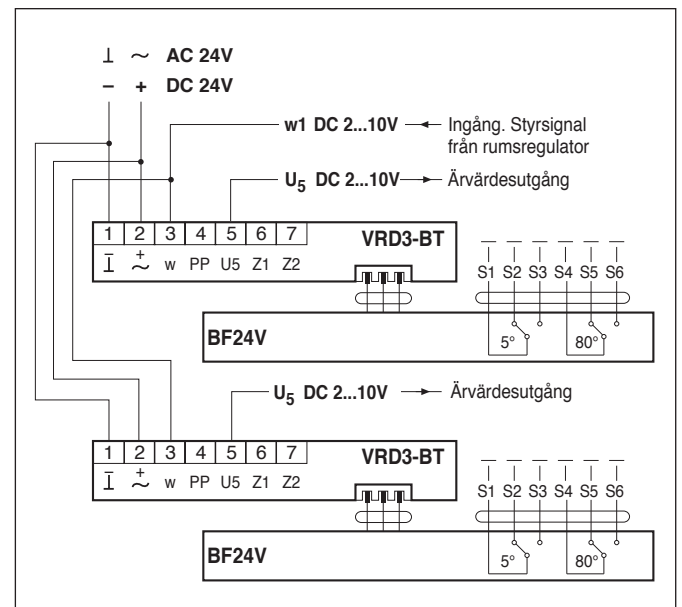 ⊥ ~ AC 24V
– + DC 24V
w1 DC 2...10V Ingång. Styrsignal
från rumsregulator
U5 DC 2...10V Ärvärdesutgång
1 2 3 4 5 6 7 VRD3-BT
⊥ ~ + w PP U5 Z1 Z2
S1 S2 S3 S4 S5 S6
BF24V
5° 80°
U5 DC 2...10V Ärvärdesutgång
1 2 3 4 5 6 7 VRD3-BT
⊥ ~ + w PP U5 Z1 Z2
S1 S2 S3 S4 S5 S6
BF24V
5° 80°